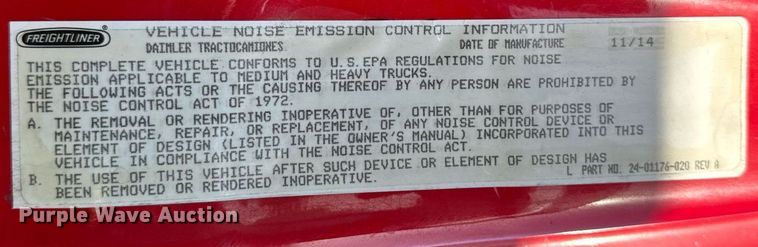 FREIGHTLINER
VEHICLE NOISE EMISSION CONTROL INFORMATION
DAIMLER TRACTOCAMIONES DATE OF MANUFACTURE 11/14
THIS COMPLETE VEHICLE CONFORMS TO U.S.EPA REGULATIONS FOR NOISE
EMISSION APPLICABLE TO MEDIUM AND HEAVY TRUCKS.
THE FOLLOWING ACTS OR THE CAUSING THEREOF BY ANY PERSON ARE PROHIBITED BY
THE NOISE CONTROL ACT OF 1972.
A. THE REMOVAL OR RENDERING INOPERATIVE OF, OTHER THAN FOR PURPOSES OF
MAINTENANCE, REPAIR, OR REPLACEMENT, OF ANY NOISE CONTROL DEVICE OR
ELEMENT OF DESIGN (LISTED IN THE OWNER'S MANUAL) INCORPORATED INTO THIS
VEHICLE IN COMPLIANCE WITH THE NOISE CONTROL ACT.
B. THE USE OF THIS VEHICLE AFTER SUCH DEVICE OR ELEMENT OF DESIGN HAS
BEEN REMOVED OR RENDERED INOPERATIVE.
L PART NO. 24-01176-020 REV A
Purple Wave Auction